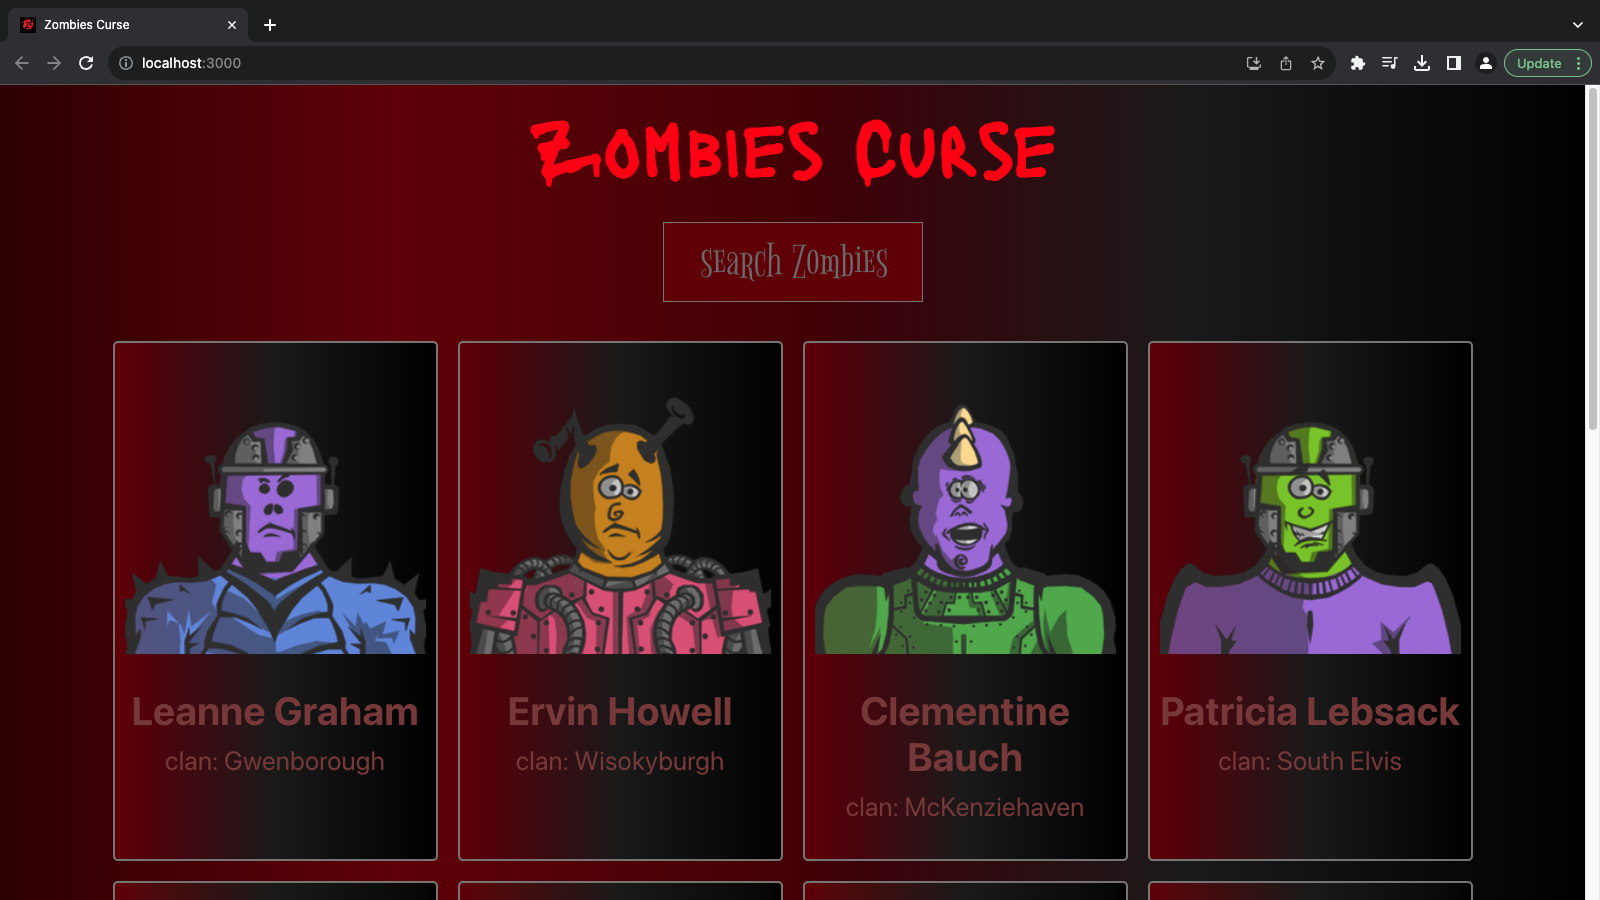 Zombies Curse
localhost:3000
Update
Zombies Curse
search Zombies
Leanne Graham
clan: Gwenborough
Ervin Howell
clan: Wisokyburgh
Clementine
Bauch
clan: McKenziehaven
Patricia Lebsack
clan: South Elvis